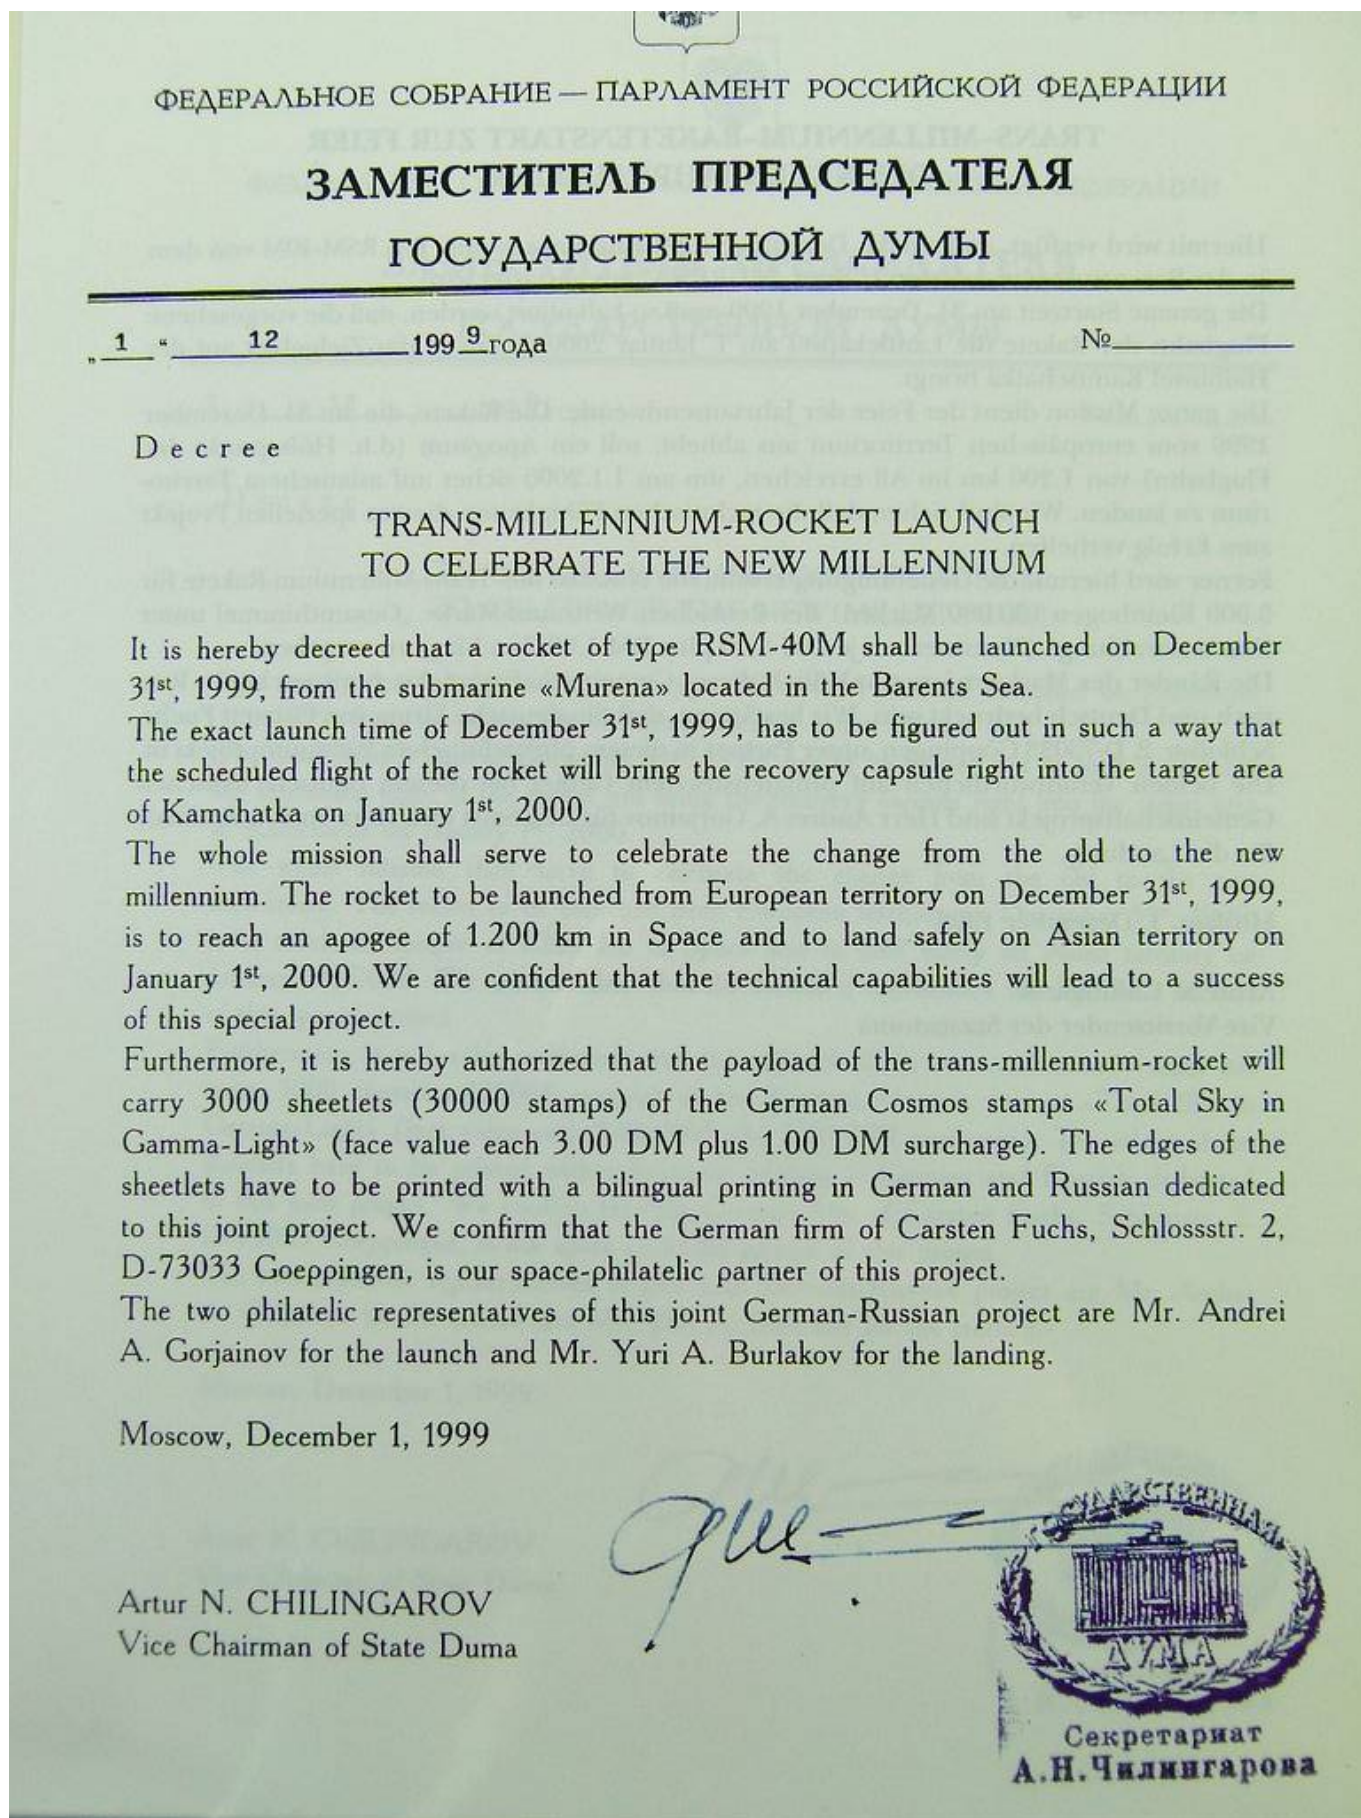 ФЕДЕРАЛЬНОЕ СОБРАНИЕ — ПАРЛАМЕНТ РОССИЙСКОЙ ФЕДЕРАЦИИ
ЗАМЕСТИТЕЛЬ ПРЕДСЕДАТЕЛЯ
ГОСУДАРСТВЕННОЙ ДУМЫ
„ 1 “ 12 1999 года №
Decree
TRANS-MILLENNIUM-ROCKET LAUNCH
TO CELEBRATE THE NEW MILLENNIUM
It is hereby decreed that a rocket of type RSM-40M shall be launched on December
31st, 1999, from the submarine «Murena» located in the Barents Sea.
The exact launch time of December 31st, 1999, has to be figured out in such a way that
the scheduled flight of the rocket will bring the recovery capsule right into the target area
of Kamchatka on January 1st, 2000.
The whole mission shall serve to celebrate the change from the old to the new
millennium. The rocket to be launched from European territory on December 31st, 1999,
is to reach an apogee of 1.200 km in Space and to land safely on Asian territory on
January 1st, 2000. We are confident that the technical capabilities will lead to a success
of this special project.
Furthermore, it is hereby authorized that the payload of the trans-millennium-rocket will
carry 3000 sheetlets (30000 stamps) of the German Cosmos stamps «Total Sky in
Gamma-Light» (face value each 3.00 DM plus 1.00 DM surcharge). The edges of the
sheetlets have to be printed with a bilingual printing in German and Russian dedicated
to this joint project. We confirm that the German firm of Carsten Fuchs, Schlossstr. 2,
D-73033 Goeppingen, is our space-philatelic partner of this project.
The two philatelic representatives of this joint German-Russian project are Mr. Andrei
A. Gorjainov for the launch and Mr. Yuri A. Burlakov for the landing.
Moscow, December 1, 1999
Artur N. CHILINGAROV
Vice Chairman of State Duma
ГОСУДАРСТВЕННАЯ
ДУМА
Секретариат
А.Н.Чилингарова